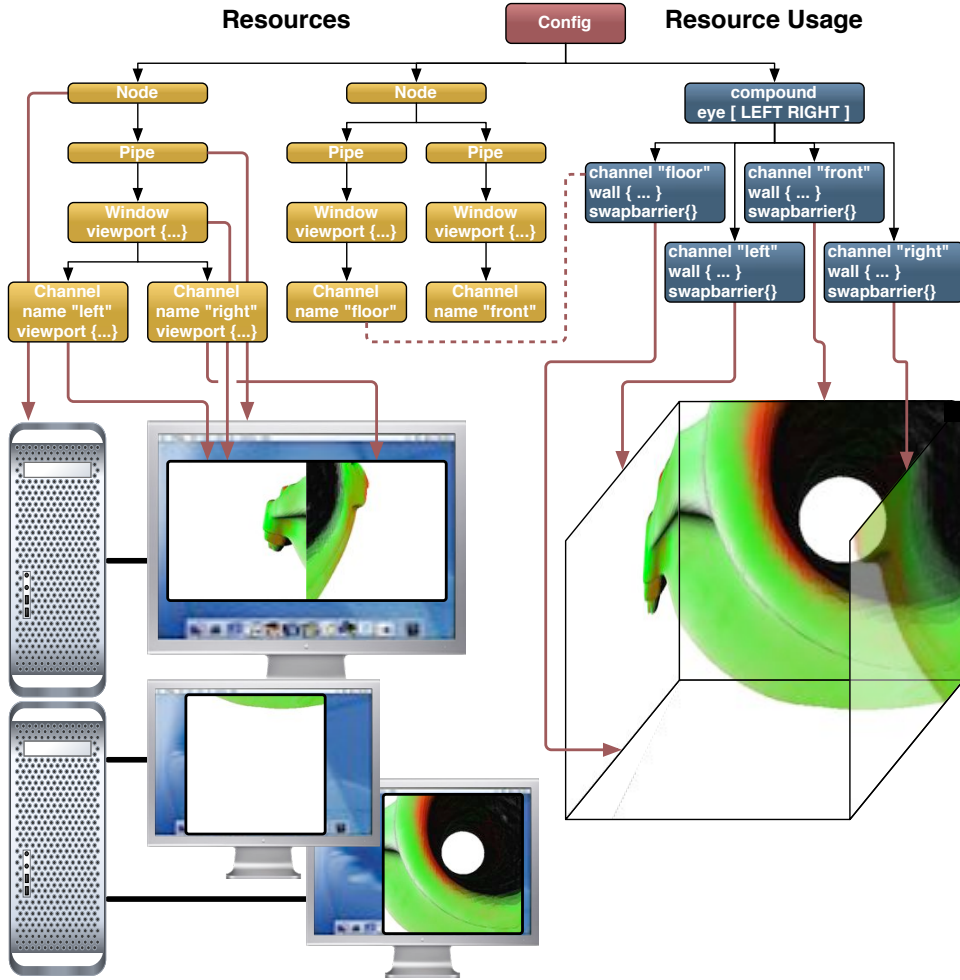 Resources
Config
Resource Usage
Node
Node
compound
eye [ LEFT RIGHT ]
Pipe
Pipe
Pipe
channel "floor"
wall { ... }
swapbarrier{}
channel "front"
wall { ... }
swapbarrier{}
Window
viewport {...}
Window
viewport {...}
Window
viewport {...}
channel "left"
wall { ... }
swapbarrier{}
channel "right"
wall { ... }
swapbarrier{}
Channel
name "left"
viewport {...}
Channel
name "right"
viewport {...}
Channel
name "floor"
Channel
name "front"